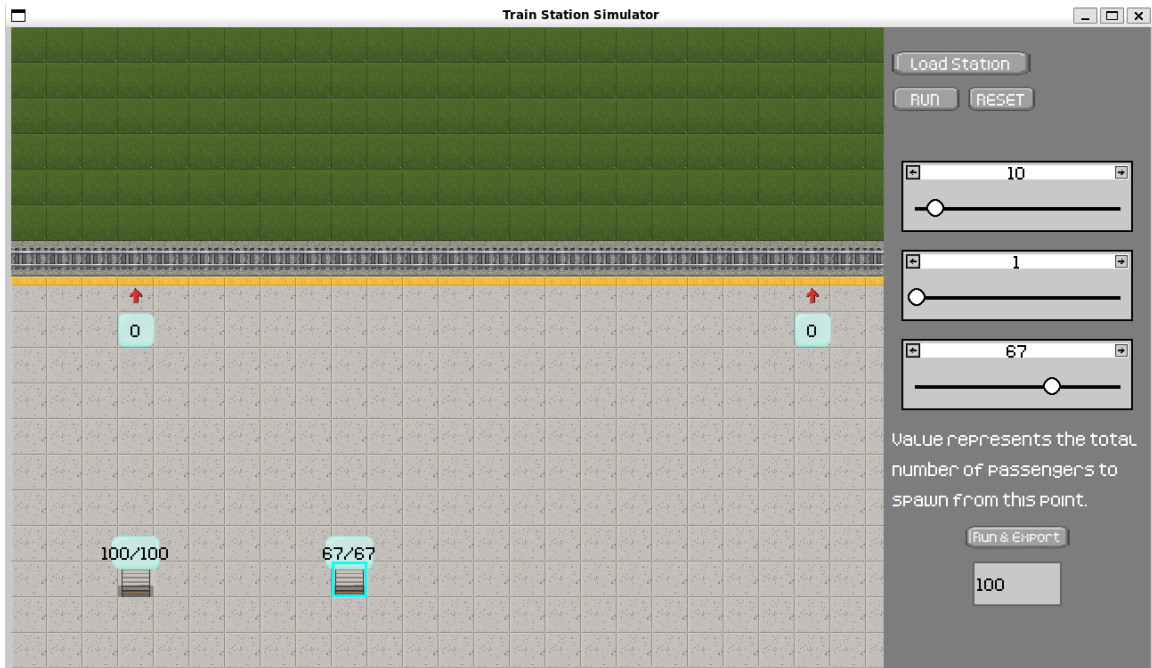 Train Station Simulator
Load Station
RUN RESET
10
1
67
Value represents the total
number of passengers to
spawn from this point.
Run & Export
100
0 0
100/100 67/67